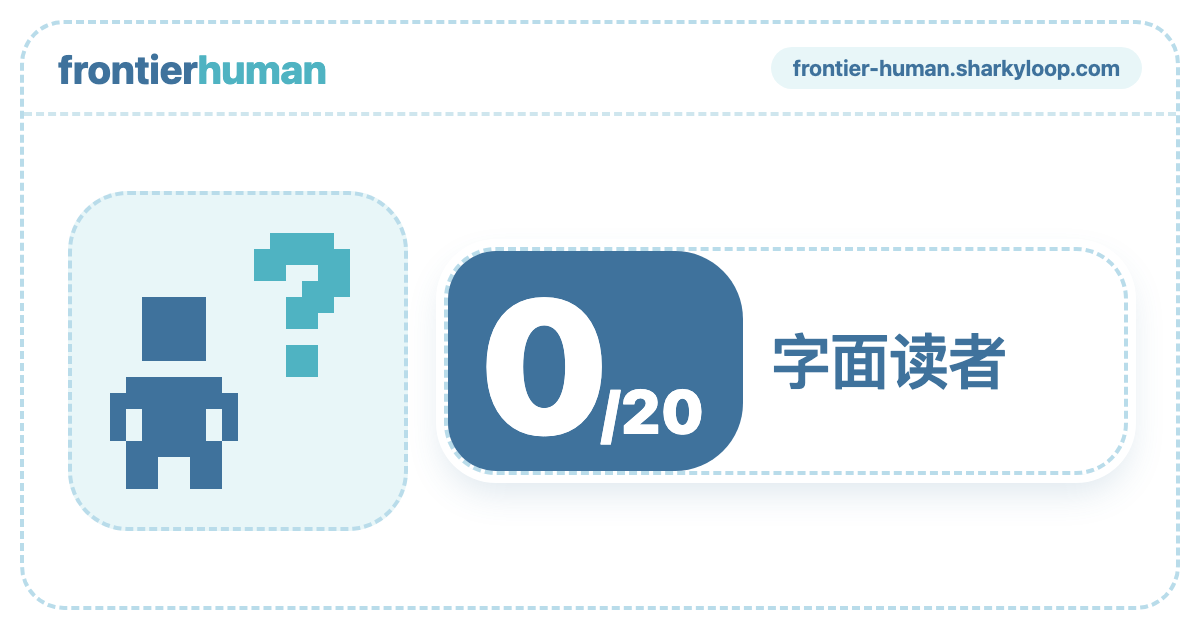 frontierhuman
frontier-human.sharkyloop.com
?
0/20
字面读者